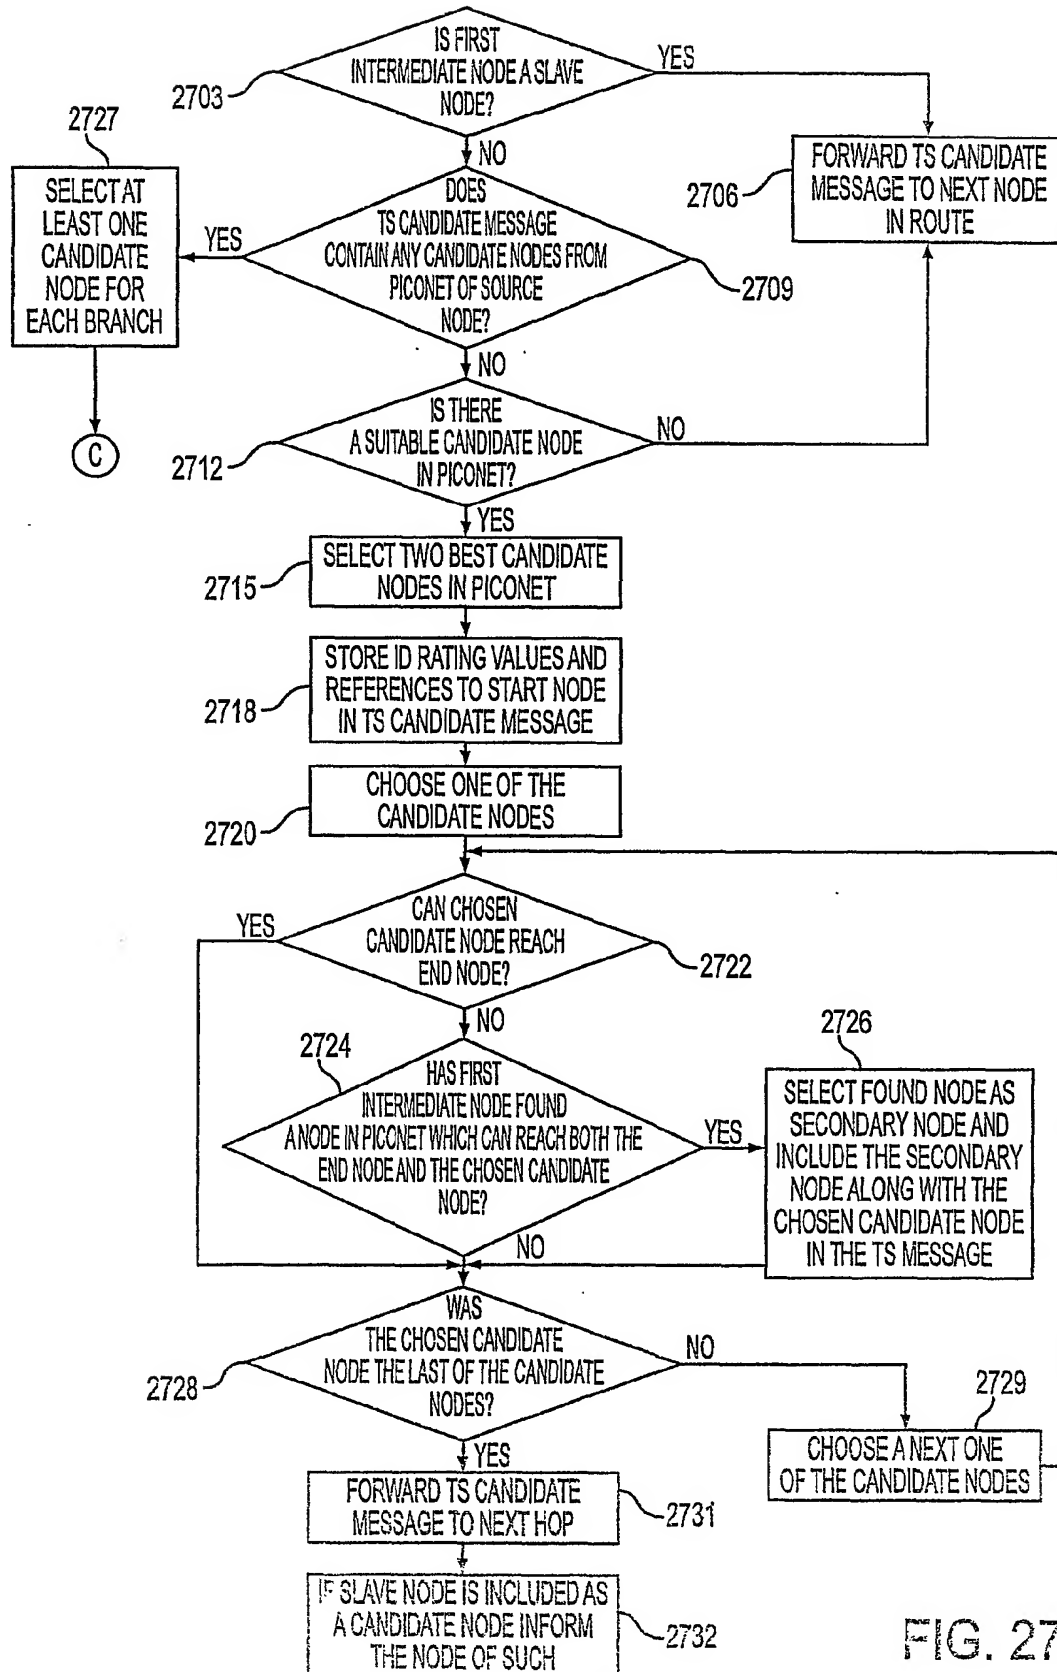 IS FIRST
INTERMEDIATE NODE A SLAVE
NODE?
YES
2703
NO
2727
SELECT AT
LEAST ONE
CANDIDATE
NODE FOR
EACH BRANCH
YES
DOES
TS CANDIDATE MESSAGE
CONTAIN ANY CANDIDATE NODES FROM
PICONET OF SOURCE
NODE?
2709
2706
FORWARD TS CANDIDATE
MESSAGE TO NEXT NODE
IN ROUTE
NO
C
IS THERE
A SUITABLE CANDIDATE NODE
IN PICONET?
NO
2712
YES
SELECT TWO BEST CANDIDATE
NODES IN PICONET
2715
STORE ID RATING VALUES AND
REFERENCES TO START NODE
IN TS CANDIDATE MESSAGE
2718
CHOOSE ONE OF THE
CANDIDATE NODES
2720
YES
CAN CHOSEN
CANDIDATE NODE REACH
END NODE?
2722
NO
2724
HAS FIRST
INTERMEDIATE NODE FOUND
A NODE IN PICONET WHICH CAN REACH BOTH THE
END NODE AND THE CHOSEN CANDIDATE
NODE?
YES
2726
SELECT FOUND NODE AS
SECONDARY NODE AND
INCLUDE THE SECONDARY
NODE ALONG WITH THE
CHOSEN CANDIDATE NODE
IN THE TS MESSAGE
NO
WAS
THE CHOSEN CANDIDATE
NODE THE LAST OF THE CANDIDATE
NODES?
NO
2728
2729
CHOOSE A NEXT ONE
OF THE CANDIDATE NODES
YES
FORWARD TS CANDIDATE
MESSAGE TO NEXT HOP
2731
IF SLAVE NODE IS INCLUDED AS
A CANDIDATE NODE INFORM
THE NODE OF SUCH
2732
FIG. 27